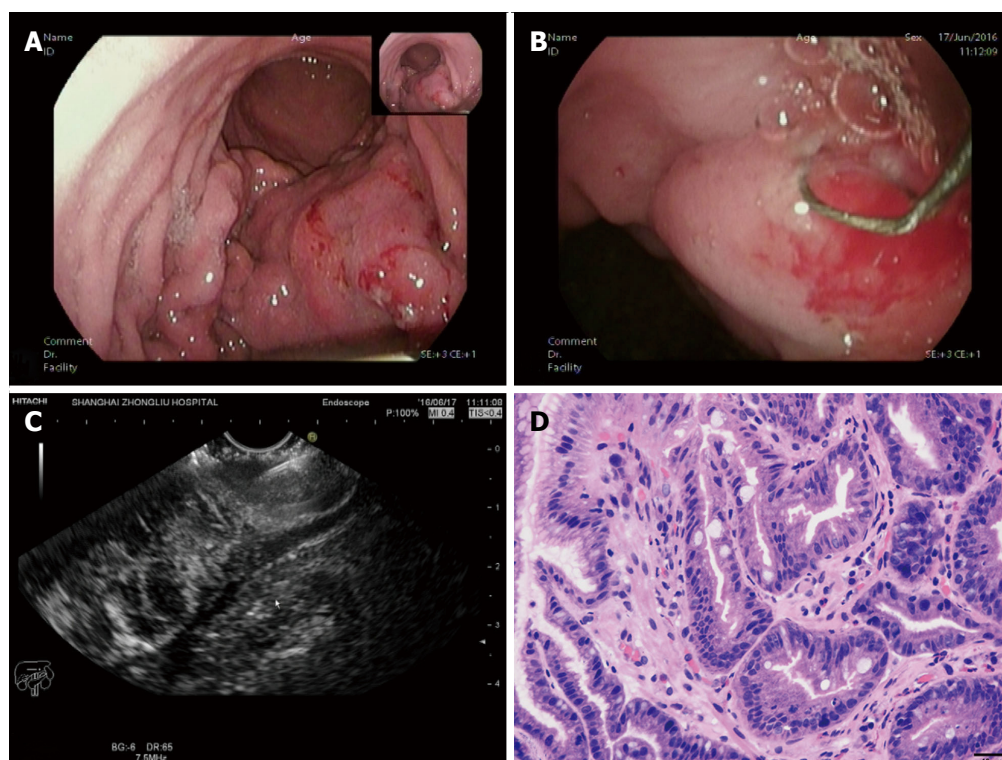 A
Name
ID
Age
Comment
Dr.
Facility
SE:+3 CE:+1
B
Name
ID
Age
Sex
17/Jun/2016
11:12:09
Comment
Dr.
Facility
SE:+3 CE:+1
C
HITACHI
SHANGHAI ZHONGLIU HOSPITAL
Endoscope
'16/06/17
11:11:08
P:100%
MI 0.4
TIS<0.4
0
1
2
3
4
BG:-6 DR:65
7.5MHz
D